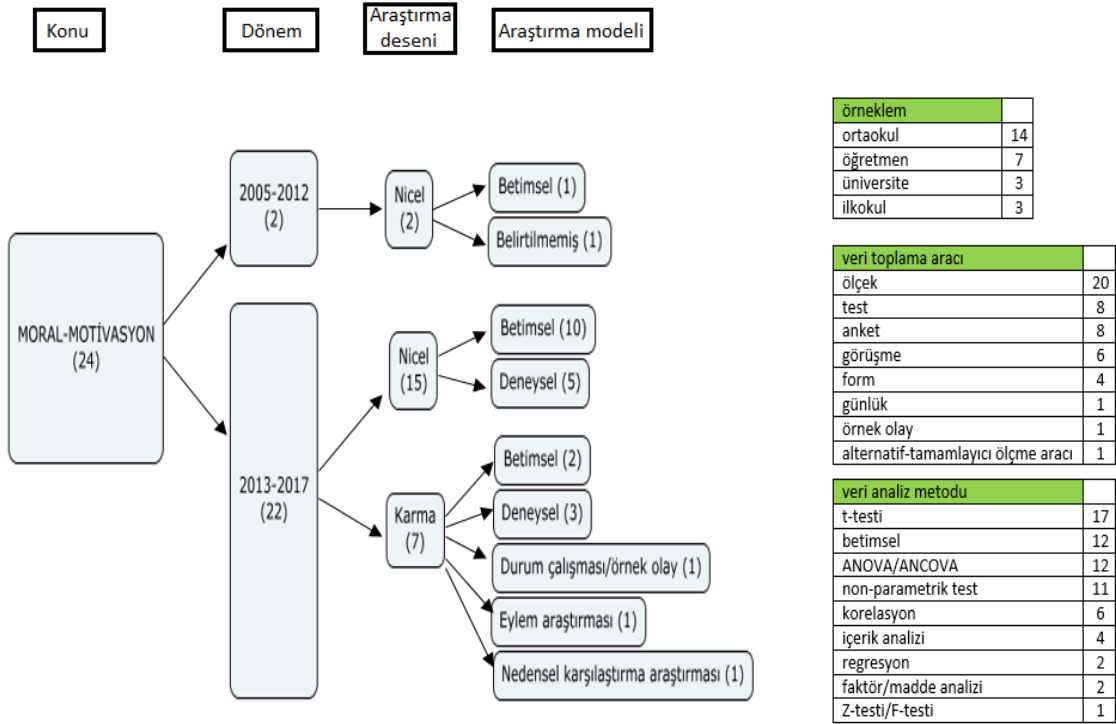 Konu
Dönem
Araştırma
deseni
Araştırma modeli
MORAL-MOTİVASYON
(24)
2005-2012
(2)
Nicel
(2)
Betimsel (1)
Belirtilmemiş (1)
2013-2017
(22)
Nicel
(15)
Betimsel (10)
Deneysel (5)
Karma
(7)
Betimsel (2)
Deneysel (3)
Durum çalışması/örnek olay (1)
Eylem araştırması (1)
Nedensel karşılaştırma araştırması (1)
örneklem
ortaokul 14
öğretmen 7
üniversite 3
ilkokul 3
veri toplama aracı
ölçek 20
test 8
anket 8
görüşme 6
form 4
günlük 1
örnek olay 1
alternatif-tamamlayıcı ölçme aracı 1
veri analiz metodu
t-testi 17
betimsel 12
ANOVA/ANCOVA 12
non-parametrik test 11
korelasyon 6
içerik analizi 4
regresyon 2
faktör/madde analizi 2
Z-testi/F-testi 1